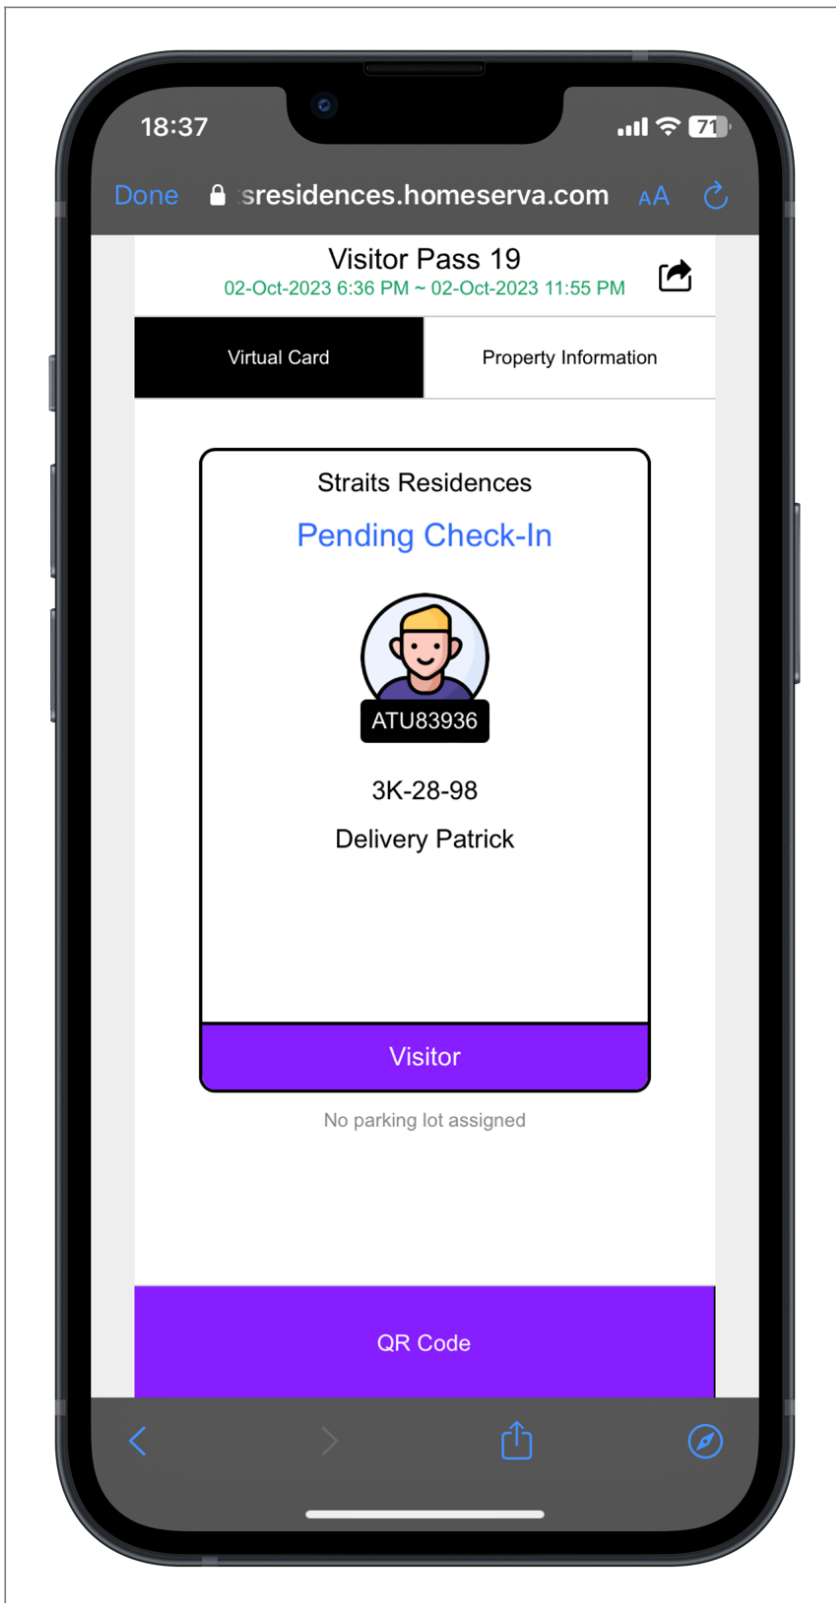 18:37
71
Done sresidences.homeserva.com AA
Visitor Pass 19
02-Oct-2023 6:36 PM ~ 02-Oct-2023 11:55 PM
Virtual Card Property Information
Straits Residences
Pending Check-In
ATU83936
3K-28-98
Delivery Patrick
Visitor
No parking lot assigned
QR Code